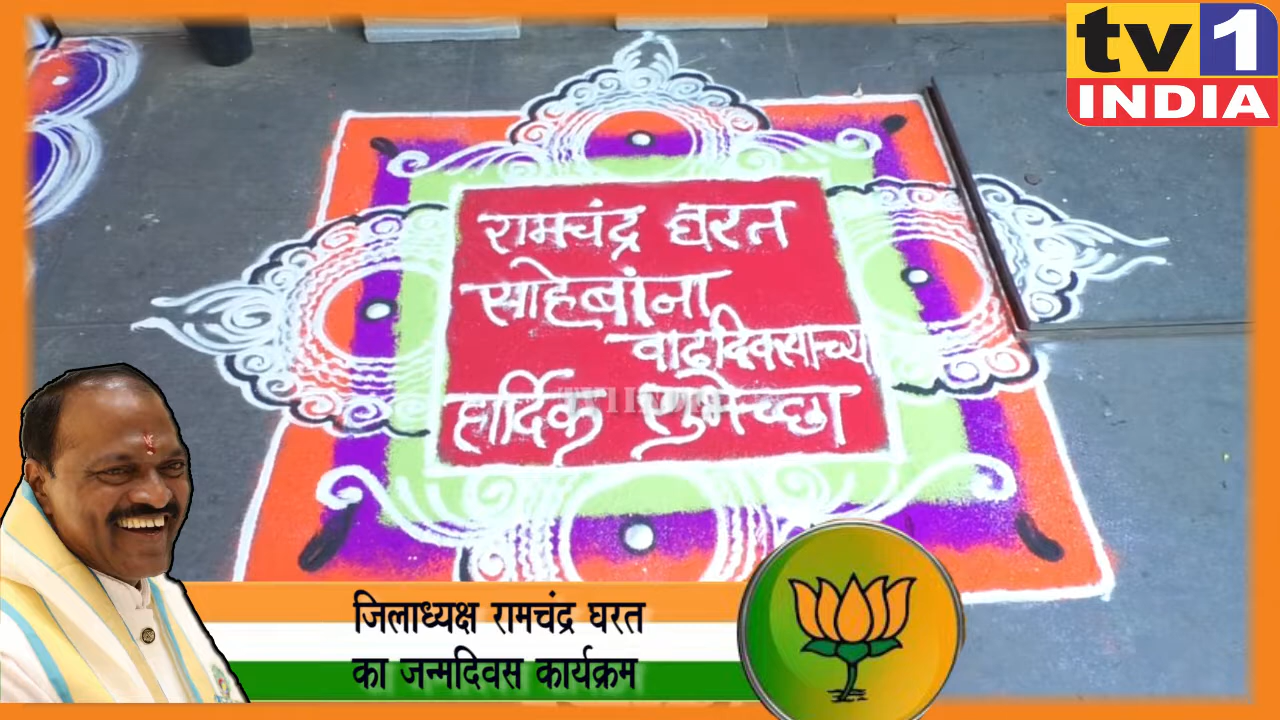 tv1
INDIA
रामचंद्र घरत
साहेबांना
वाढदिवसाच्या
हार्दिक शुभेच्छा
जिलाध्यक्ष रामचंद्र घरत
का जन्मदिवस कार्यक्रम